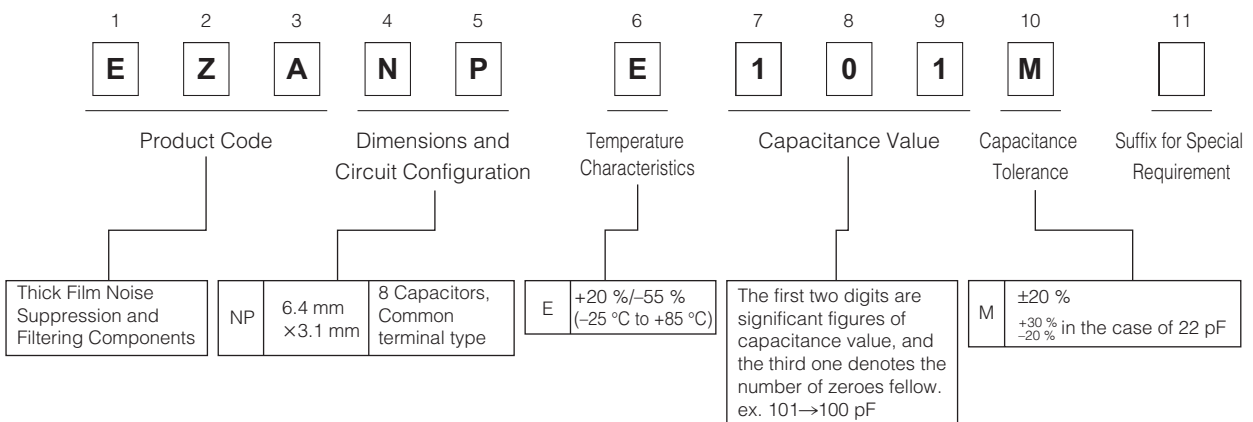 1 2 3 4 5 6 7 8 9 10 11
E Z A N P E 1 0 1 M
Product Code
Dimensions and
Circuit Configuration
Temperature
Characteristics
Capacitance Value
Capacitance
Tolerance
Suffix for Special
Requirement
Thick Film Noise
Suppression and
Filtering Components
NP
6.4 mm
×3.1 mm
8 Capacitors,
Common
terminal type
E
+20 %/–55 %
(–25 °C to +85 °C)
The first two digits are
significant figures of
capacitance value, and
the third one denotes the
number of zeroes fellow.
ex. 101→100 pF
M
±20 %
+30 %
–20 % in the case of 22 pF